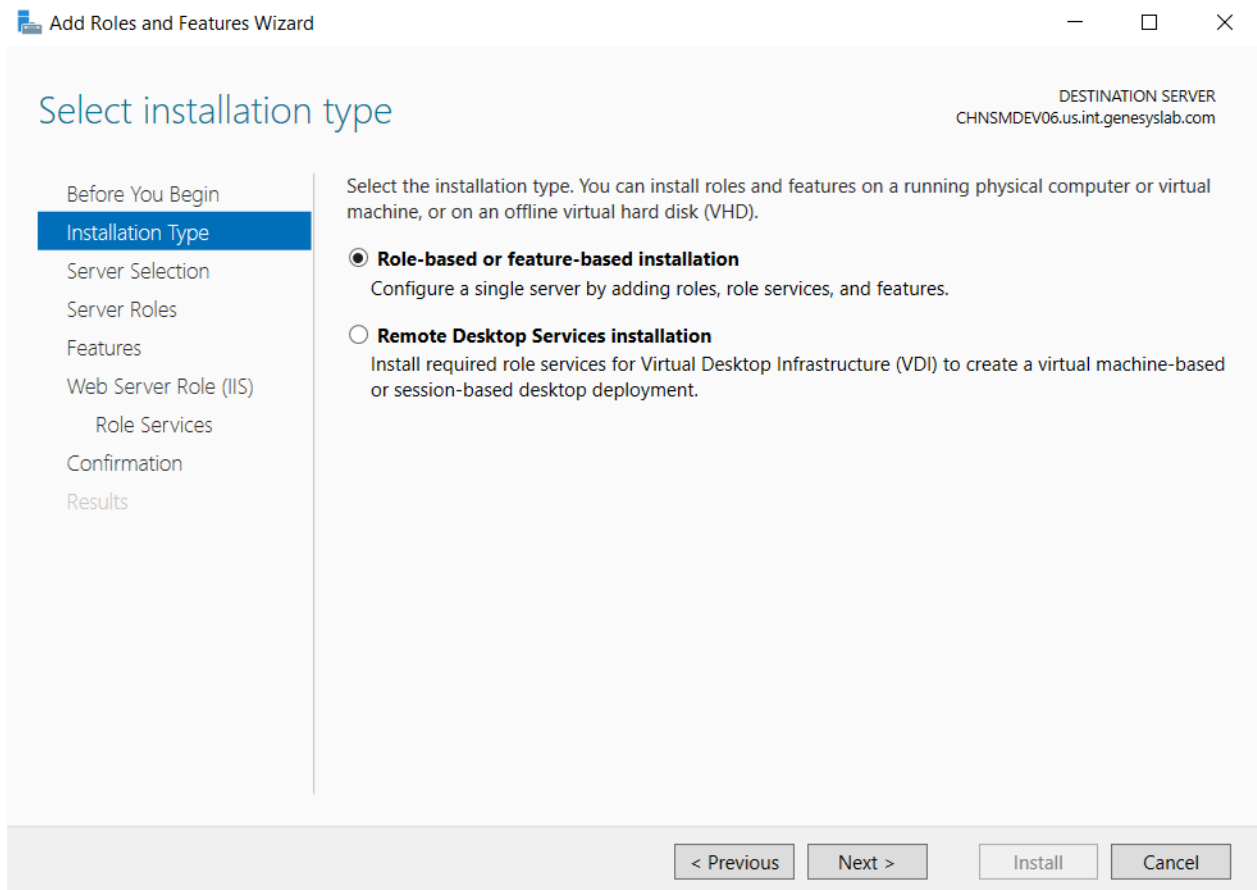 Add Roles and Features Wizard
Select installation type
DESTINATION SERVER
CHNSMDEV06.us.int.genesyslab.com
Before You Begin
Installation Type
Server Selection
Server Roles
Features
Web Server Role (IIS)
Role Services
Confirmation
Results
Select the installation type. You can install roles and features on a running physical computer or virtual
machine, or on an offline virtual hard disk (VHD).
Role-based or feature-based installation
Configure a single server by adding roles, role services, and features.
Remote Desktop Services installation
Install required role services for Virtual Desktop Infrastructure (VDI) to create a virtual machine-based
or session-based desktop deployment.
< Previous
Next >
Install
Cancel